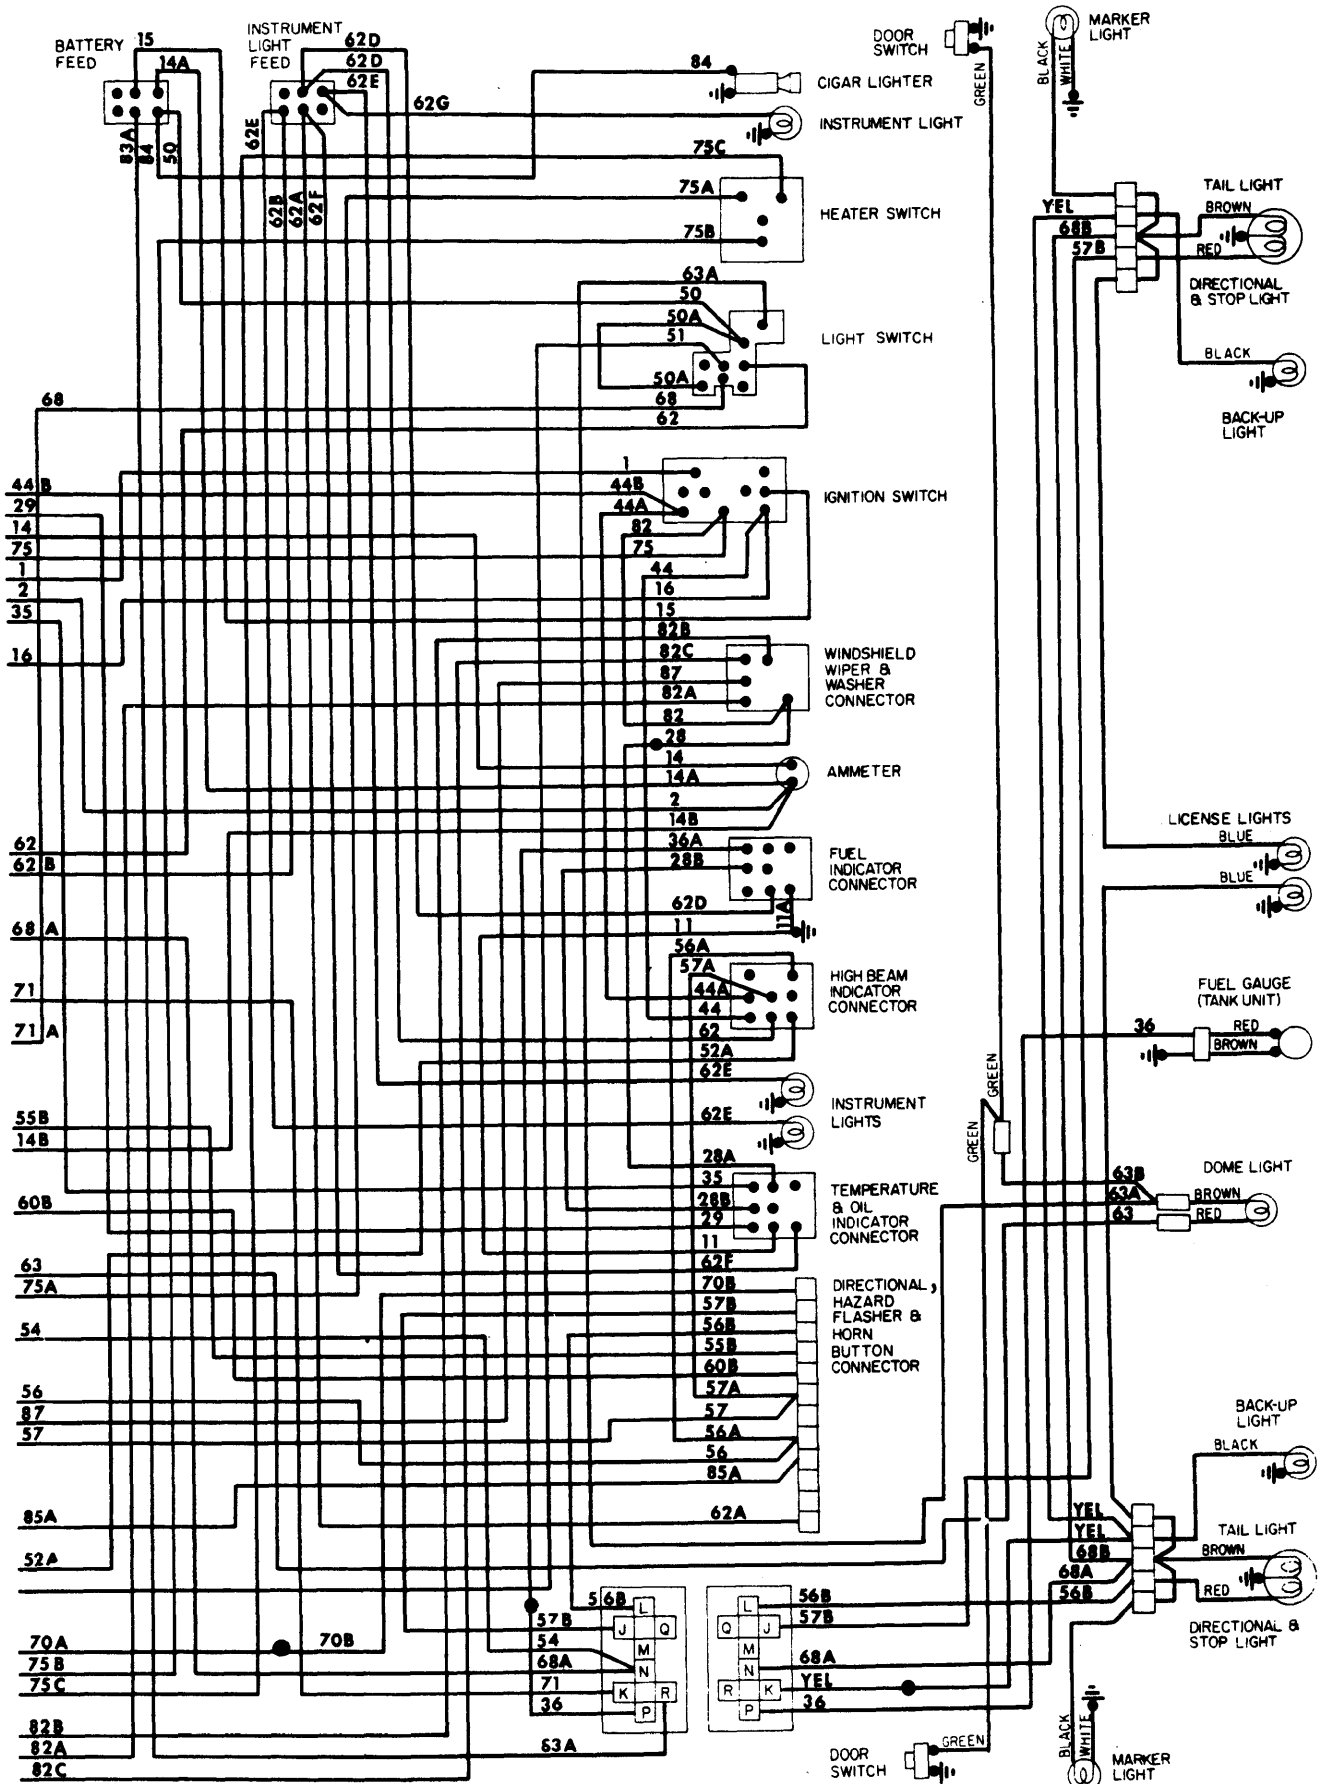 BATTERY
FEED
15
14A
83A
84
50
INSTRUMENT
LIGHT
FEED
62D
62D
62E
62G
62E
62B
62A
62F
84
CIGAR LIGHTER
INSTRUMENT LIGHT
75C
75A
75B
HEATER SWITCH
63A
50
50A
51
50A
68
62
LIGHT SWITCH
68
1
44B
44A
82
75
44
16
15
IGNITION SWITCH
44B
29
14
75
1
2
35
16
82B
82C
87
82A
82
28
WINDSHIELD
WIPER &
WASHER
CONNECTOR
14
14A
2
14B
AMMETER
36A
28B
62D
11A
11
FUEL
INDICATOR
CONNECTOR
62
62B
68A
71
71A
56A
57A
44A
44
62
52A
HIGH BEAM
INDICATOR
CONNECTOR
62E
62E
INSTRUMENT
LIGHTS
55B
14B
60B
28A
35
28B
29
11
62F
TEMPERATURE
& OIL
INDICATOR
CONNECTOR
63
75A
54
56
87
57
85A
52A
70B
57B
56B
55B
60B
57A
57
56A
56
85A
62A
DIRECTIONAL,
HAZARD
FLASHER &
HORN
BUTTON
CONNECTOR
70A
70B
75B
75C
82B
82A
82C
56B
57B
54
68A
71
36
63A
L
J
Q
M
N
K
R
P
L
Q
J
M
N
R
K
P
56B
57B
68A
YEL
36
DOOR
SWITCH
GREEN
DOOR
SWITCH
GREEN
GREEN
GREEN
MARKER
LIGHT
BLACK
WHITE
YEL
68B
57B
TAIL LIGHT
BROWN
RED
DIRECTIONAL
& STOP LIGHT
BLACK
BACK-UP
LIGHT
LICENSE LIGHTS
BLUE
BLUE
FUEL GAUGE
(TANK UNIT)
36
RED
BROWN
DOME LIGHT
63B
63A
63
BROWN
RED
BACK-UP
LIGHT
BLACK
YEL
YEL
68B
68A
56B
TAIL LIGHT
BROWN
RED
DIRECTIONAL &
STOP LIGHT
BLACK
WHITE
MARKER
LIGHT